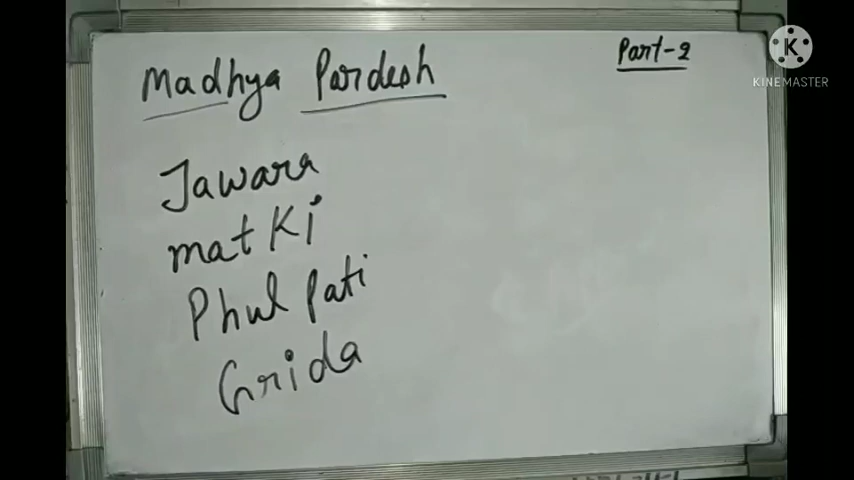 Madhya Pardesh
Part-2
K
KINEMASTER
Jawara
matKi
Phul Pati
Grida